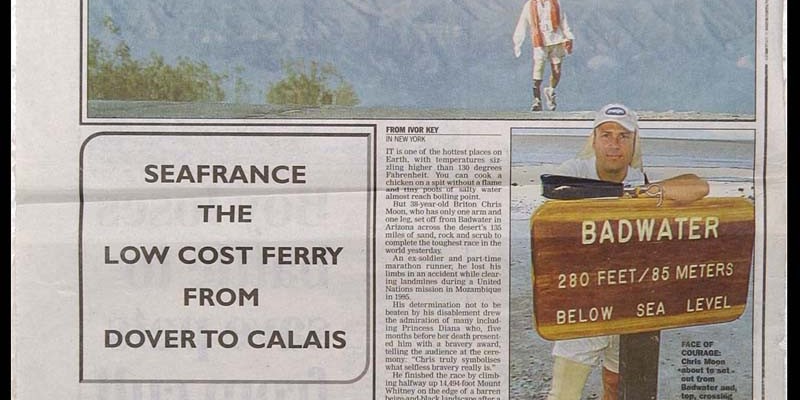 SEAFRANCE
THE
LOW COST FERRY
FROM
DOVER TO CALAIS
FROM IVOR KEY
IN NEW YORK
IT is one of the hottest places on
Earth, with temperatures siz-
zling higher than 130 degrees
Fahrenheit. You can cook a
chicken on a spit without a flame
and tiny pools of salty water
almost reach boiling point.
But 38-year-old Briton Chris
Moon, who has only one arm and
one leg, set off from Badwater in
Arizona across the desert's 135
miles of sand, rock and scrub to
complete the toughest race in the
world yesterday.
An ex-soldier and part-time
marathon runner, he lost his
limbs in an accident while clear-
ing landmines during a United
Nations mission in Mozambique
in 1995.
His determination not to be
beaten by his disablement drew
the admiration of many includ-
ing Princess Diana who, five
months before her death present-
ed him with a bravery award,
telling the audience at the cere-
mony: "Chris truly symbolises
what selfless bravery really is."
He finished the race by climb-
ing halfway up 14,494-foot Mount
Whitney on the edge of a barren
beige-and-black landscape after a
BADWATER
280 FEET/85 METERS
BELOW SEA LEVEL
FACE OF
COURAGE:
Chris Moon
about to set
out from
Badwater and,
top, crossing